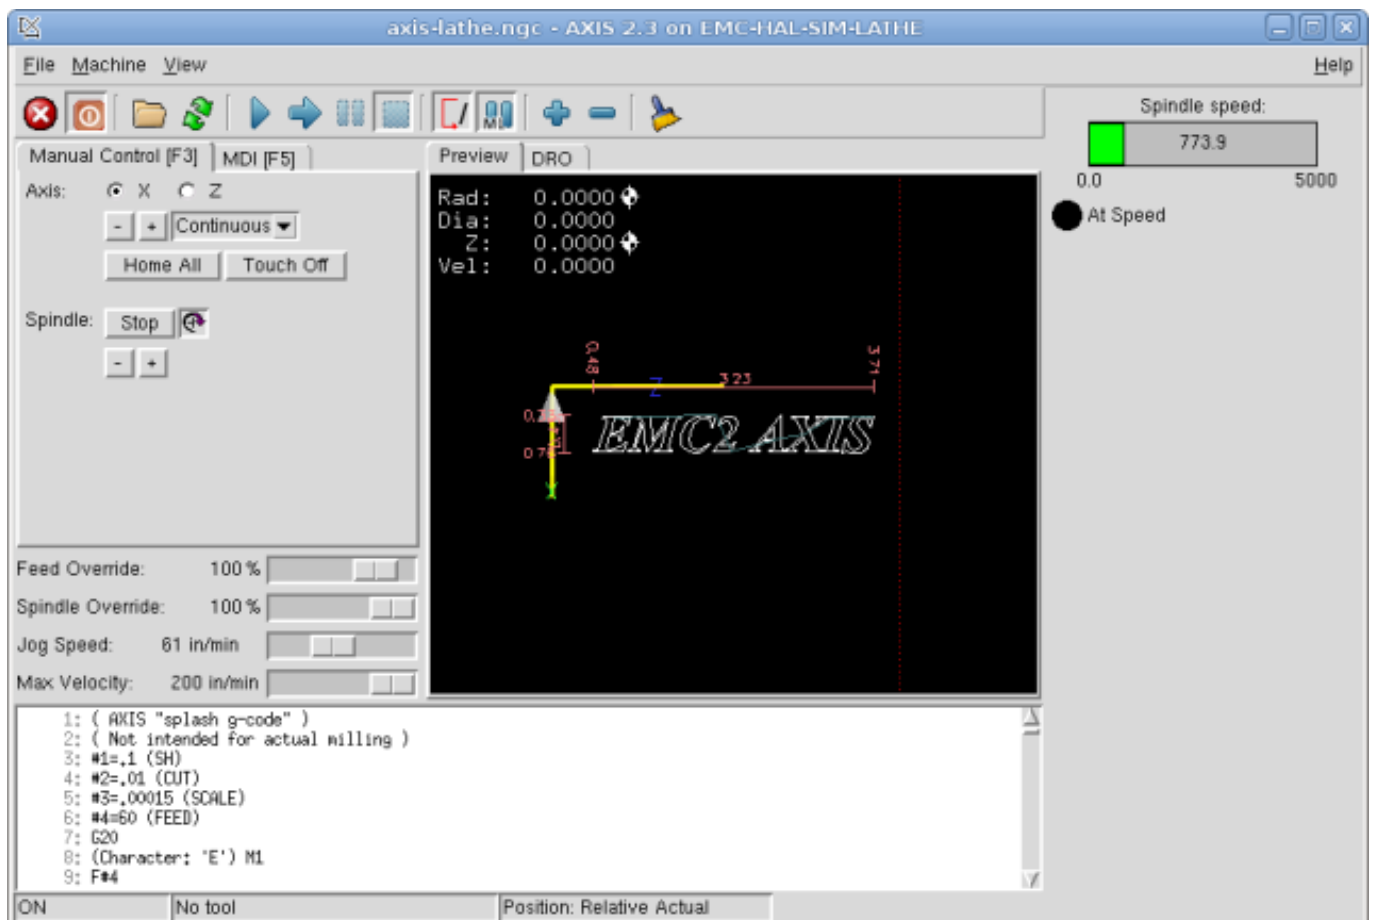 axis-lathe.ngc - AXIS 2.3 on EMC-HAL-SIM-LATHE
File Machine View Help
Manual Control [F3] MDI [F5]
Axis: X Z
- + Continuous
Home All Touch Off
Spindle: Stop
- +
Feed Override: 100 %
Spindle Override: 100 %
Jog Speed: 61 in/min
Max Velocity: 200 in/min
Preview DRO
Rad: 0.0000
Dia: 0.0000
Z: 0.0000
Vel: 0.0000
0.48 3.71
Z 3.23
EMC2 AXIS
Spindle speed:
773.9
0.0 5000
At Speed
1: ( AXIS "splash g-code" )
2: ( Not intended for actual milling )
3: #1=.1 (SH)
4: #2=.01 (CUT)
5: #3=.00015 (SCALE)
6: #4=60 (FEED)
7: G20
8: (Character: 'E') M1
9: F#4
ON No tool Position: Relative Actual